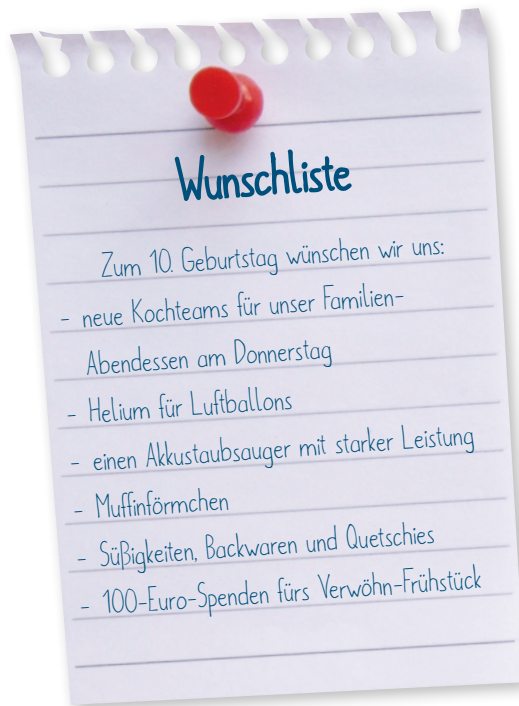 Wunschliste
Zum 10. Geburtstag wünschen wir uns:
- neue Kochteams für unser Familien-
Abendessen am Donnerstag
- Helium für Luftballons
- einen Akkustaubsauger mit starker Leistung
- Muffinförmchen
- Süßigkeiten, Backwaren und Quetschies
- 100-Euro-Spenden fürs Verwöhn-Frühstück